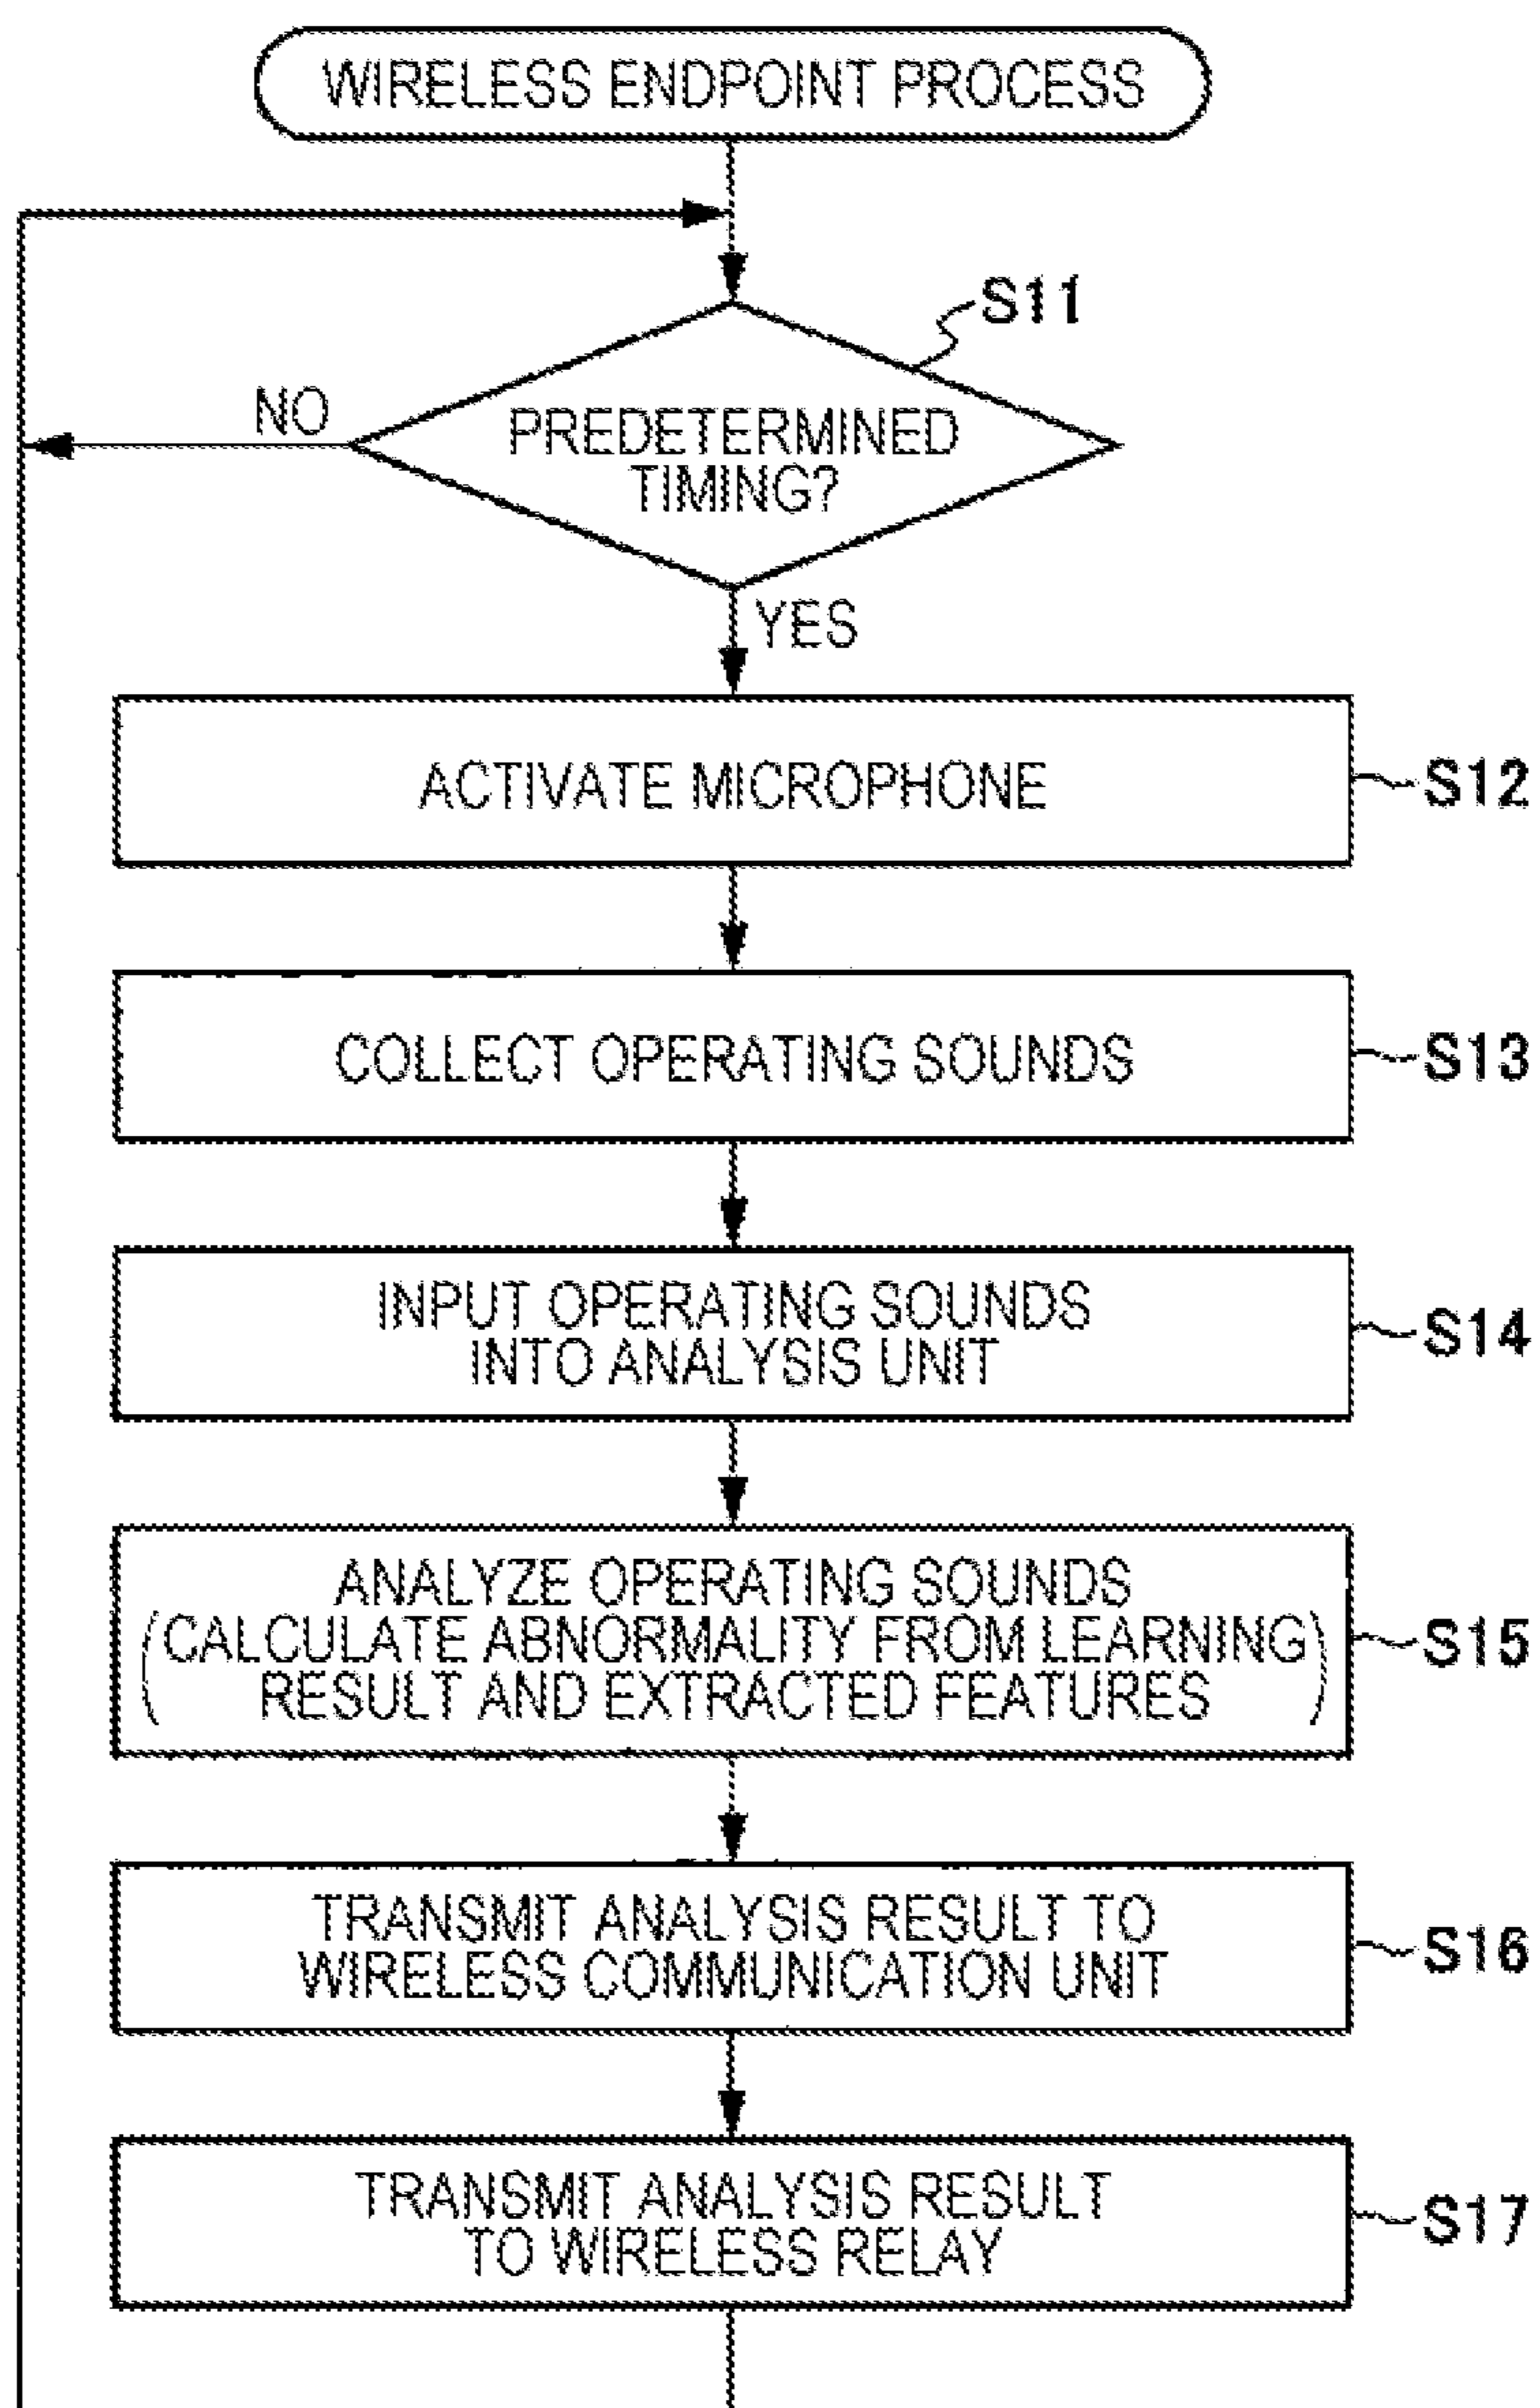 WIRELESS ENDPOINT PROCESS
S11
NO
PREDETERMINED
TIMING?
YES
ACTIVATE MICROPHONE
S12
COLLECT OPERATING SOUNDS
S13
INPUT OPERATING SOUNDS
INTO ANALYSIS UNIT
S14
ANALYZE OPERATING SOUNDS
(CALCULATE ABNORMALITY FROM LEARNING
RESULT AND EXTRACTED FEATURES)
S15
TRANSMIT ANALYSIS RESULT TO
WIRELESS COMMUNICATION UNIT
S16
TRANSMIT ANALYSIS RESULT
TO WIRELESS RELAY
S17